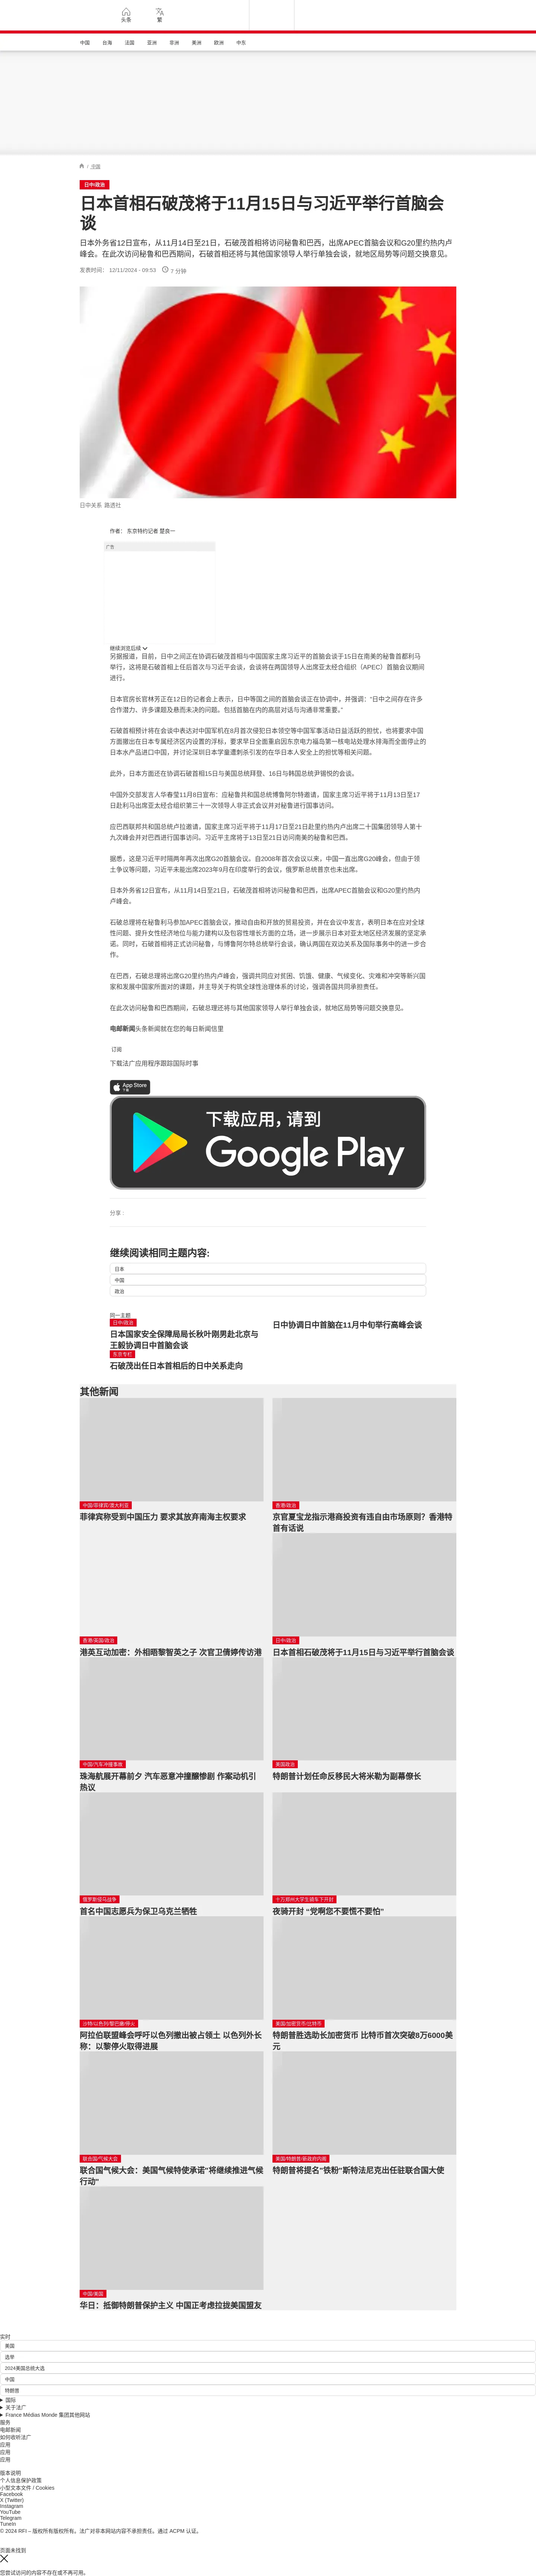 头条
繁
中国
台海
法国
亚洲
非洲
美洲
欧洲
中东
/ 中国
日中/政治
日本首相石破茂将于11月15日与习近平举行首脑会
谈
日本外务省12日宣布，从11月14日至21日，石破茂首相将访问秘鲁和巴西，出席APEC首脑会议和G20里约热内卢
峰会。在此次访问秘鲁和巴西期间，石破首相还将与其他国家领导人举行单独会谈，就地区局势等问题交换意见。
发表时间： 12/11/2024 - 09:53 7 分钟
日中关系 路透社
作者： 东京特约记者 楚良一
广告
继续浏览后续
另据报道，目前，日中之间正在协调石破茂首相与中国国家主席习近平的首脑会谈于15日在南美的秘鲁首都利马
举行，这将是石破首相上任后首次与习近平会谈，会谈将在两国领导人出席亚太经合组织（APEC）首脑会议期间
进行。
日本官房长官林芳正在12日的记者会上表示，日中等国之间的首脑会谈正在协调中，并强调：“日中之间存在许多
合作潜力、许多课题及悬而未决的问题。包括首脑在内的高层对话与沟通非常重要。”
石破首相预计将在会谈中表达对中国军机在8月首次侵犯日本领空等中国军事活动日益活跃的担忧，也将要求中国
方面撤出在日本专属经济区内设置的浮标，要求早日全面重启因东京电力福岛第一核电站处理水排海而全面停止的
日本水产品进口中国，并讨论深圳日本学童遭刺杀引发的在华日本人安全上的担忧等相关问题。
此外，日本方面还在协调石破首相15日与美国总统拜登、16日与韩国总统尹锡悦的会谈。
中国外交部发言人华春莹11月8日宣布：应秘鲁共和国总统博鲁阿尔特邀请，国家主席习近平将于11月13日至17
日赴利马出席亚太经合组织第三十一次领导人非正式会议并对秘鲁进行国事访问。
应巴西联邦共和国总统卢拉邀请，国家主席习近平将于11月17日至21日赴里约热内卢出席二十国集团领导人第十
九次峰会并对巴西进行国事访问。习近平主席将于13日至21日访问南美的秘鲁和巴西。
据悉，这是习近平时隔两年再次出席G20首脑会议。自2008年首次会议以来，中国一直出席G20峰会，但由于领
土争议等问题，习近平未能出席2023年9月在印度举行的会议，俄罗斯总统普京也未出席。
日本外务省12日宣布，从11月14日至21日，石破茂首相将访问秘鲁和巴西，出席APEC首脑会议和G20里约热内
卢峰会。
石破总理将在秘鲁利马参加APEC首脑会议，推动自由和开放的贸易投资，并在会议中发言，表明日本在应对全球
性问题、提升女性经济地位与能力建构以及包容性增长方面的立场，进一步展示日本对亚太地区经济发展的坚定承
诺。同时，石破首相将正式访问秘鲁，与博鲁阿尔特总统举行会谈，确认两国在双边关系及国际事务中的进一步合
作。
在巴西，石破总理将出席G20里约热内卢峰会，强调共同应对贫困、饥饿、健康、气候变化、灾难和冲突等新兴国
家和发展中国家所面对的课题，并主导关于构筑全球性治理体系的讨论，强调各国共同承担责任。
在此次访问秘鲁和巴西期间，石破总理还将与其他国家领导人举行单独会谈，就地区局势等问题交换意见。
电邮新闻头条新闻就在您的每日新闻信里
订阅
下载法广应用程序跟踪国际时事
App Store
下载
下载应用，请到
Google Play
分享 :
继续阅读相同主题内容:
日本
中国
政治
同一主题
日中/政治
日本国家安全保障局局长秋叶刚男赴北京与
王毅协调日中首脑会谈
日中协调日中首脑在11月中旬举行高峰会谈
东京专栏
石破茂出任日本首相后的日中关系走向
其他新闻
中国/菲律宾/澳大利亚
菲律宾称受到中国压力 要求其放弃南海主权要求
香港/政治
京官夏宝龙指示港商投资有违自由市场原则？香港特
首有话说
香港/英国/政治
港英互动加密：外相晤黎智英之子 次官卫倩婷传访港
日中/政治
日本首相石破茂将于11月15日与习近平举行首脑会谈
中国/汽车冲撞事故
珠海航展开幕前夕 汽车恶意冲撞釀惨剧 作案动机引
热议
美国政治
特朗普计划任命反移民大将米勒为副幕僚长
俄罗斯侵乌战争
首名中国志愿兵为保卫乌克兰牺牲
十万郑州大学生骑车下开封
夜骑开封 “党啊您不要慌不要怕”
沙特/以色列/黎巴嫩/停火
阿拉伯联盟峰会呼吁以色列撤出被占领土 以色列外长
称：以黎停火取得进展
美国/加密货币/比特币
特朗普胜选助长加密货币 比特币首次突破8万6000美
元
联合国/气候大会
联合国气候大会：美国气候特使承诺"将继续推进气候
行动"
美国/特朗普/新政府内阁
特朗普将提名“铁粉”斯特法尼克出任驻联合国大使
中国/美国
华日：抵御特朗普保护主义 中国正考虑拉拢美国盟友
实时
美国
选举
2024美国总统大选
中国
特朗普
国际
关于法广
France Médias Monde 集团其他网站
服务
电邮新闻
如何收听法广
应用
应用
应用
版本说明
个人信息保护政策
小型文本文件 / Cookies
Facebook
X (Twitter)
Instagram
YouTube
Telegram
TuneIn
© 2024 RFI – 版权所有版权所有。法广对非本网站内容不承担责任。通过 ACPM 认证。
页面未找到
您尝试访问的内容不存在或不再可用。